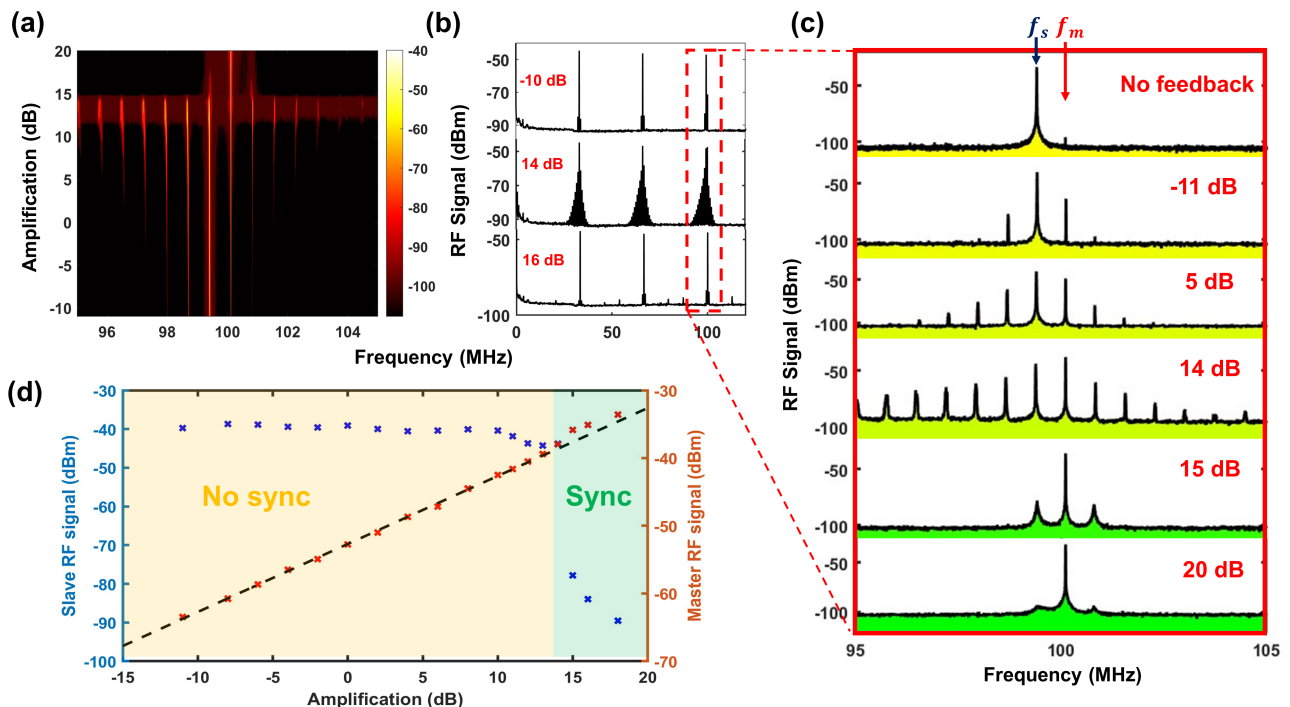 (a)
Amplification (dB)
20
15
10
5
0
-5
-10
96
98
100
102
104
-40
-50
-60
-70
-80
-90
-100
(b)
RF Signal (dBm)
-50
-70
-90
-10 dB
-50
-70
-90
14 dB
-50
-100
16 dB
0
50
100
Frequency (MHz)
(c)
fs fm
RF Signal (dBm)
No feedback
-50
-100
-11 dB
-50
-100
5 dB
-50
-100
14 dB
-50
-100
15 dB
-50
-100
20 dB
-50
-100
95
100
105
Frequency (MHz)
(d)
Slave RF signal (dBm)
-30
-40
-50
-60
-70
-80
-90
-100
No sync
Sync
-30
-40
-50
-60
-70
Master RF signal (dBm)
-15
-10
-5
0
5
10
15
20
Amplification (dB)